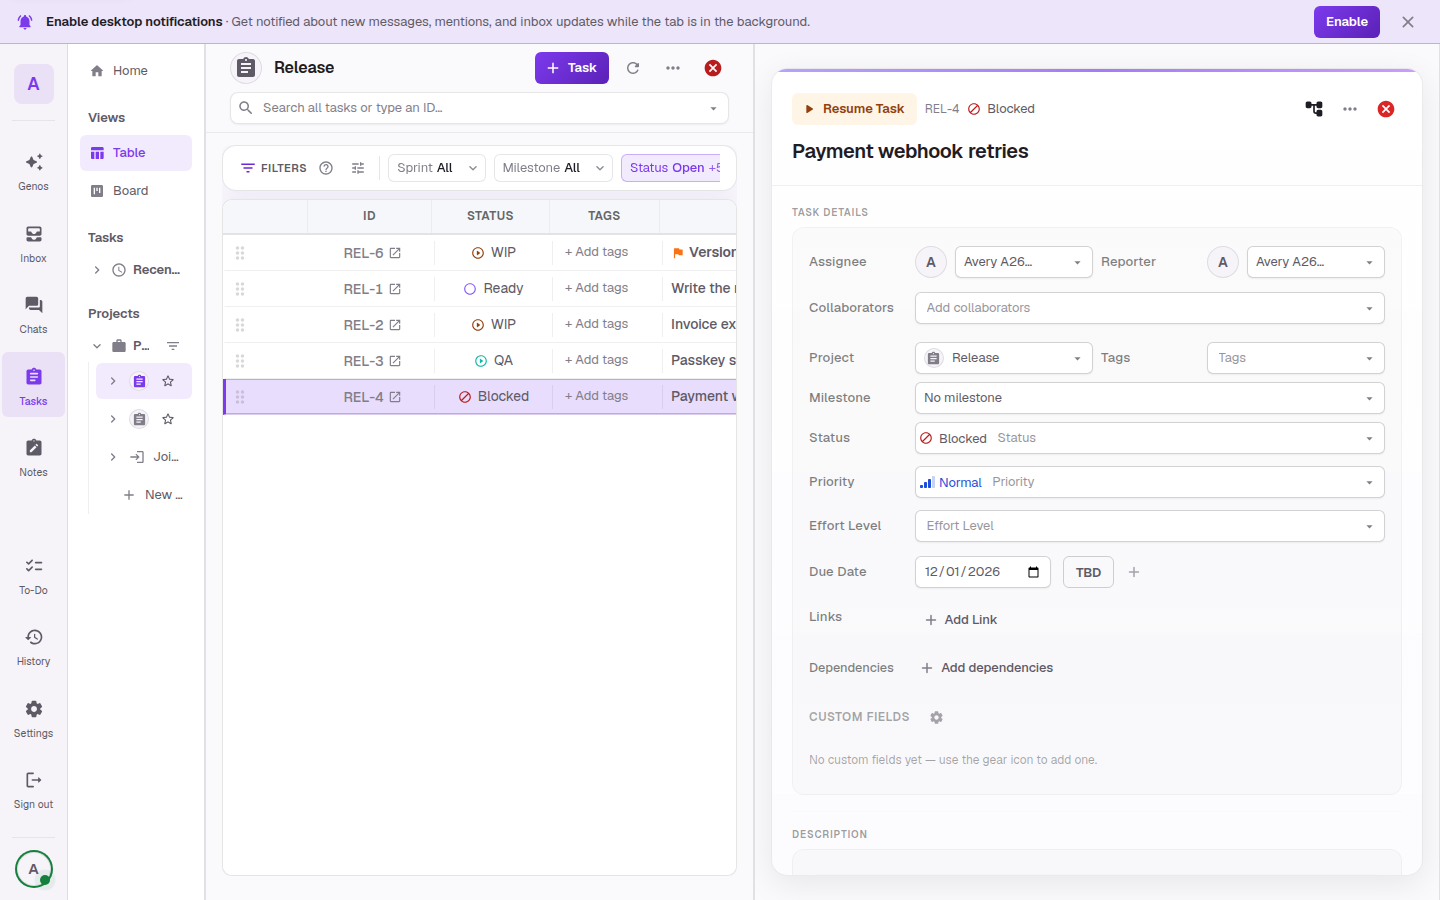 Enable desktop notifications · Get notified about new messages, mentions, and inbox updates while the tab is in the background.
Enable
A
Genos
Inbox
Chats
Tasks
Notes
To-Do
History
Settings
Sign out
A
Home
Views
Table
Board
Tasks
Recen...
Projects
P...
Joi...
New ...
Release
+ Task
Search all tasks or type an ID...
FILTERS
Sprint All
Milestone All
Status Open +5
ID STATUS TAGS
REL-6 WIP + Add tags Version
REL-1 Ready + Add tags Write the
REL-2 WIP + Add tags Invoice ex
REL-3 QA + Add tags Passkey s
REL-4 Blocked + Add tags Payment
Resume Task REL-4 Blocked
Payment webhook retries
TASK DETAILS
Assignee A Avery A26... Reporter A Avery A26...
Collaborators Add collaborators
Project Release Tags Tags
Milestone No milestone
Status Blocked Status
Priority Normal Priority
Effort Level Effort Level
Due Date 12/01/2026 TBD +
Links + Add Link
Dependencies + Add dependencies
CUSTOM FIELDS
No custom fields yet — use the gear icon to add one.
DESCRIPTION